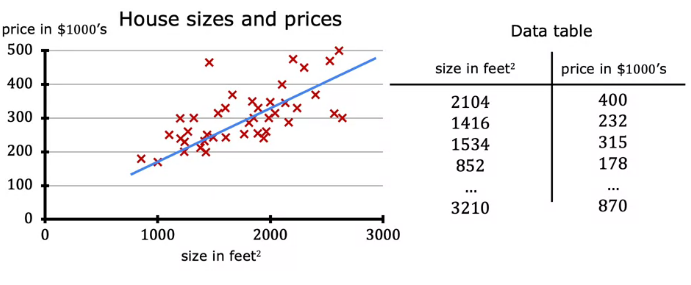 House sizes and prices
price in $1000's
500
400
300
200
100
0
0 1000 2000 3000
size in feet²
Data table
size in feet² price in $1000's
2104 400
1416 232
1534 315
852 178
... ...
3210 870